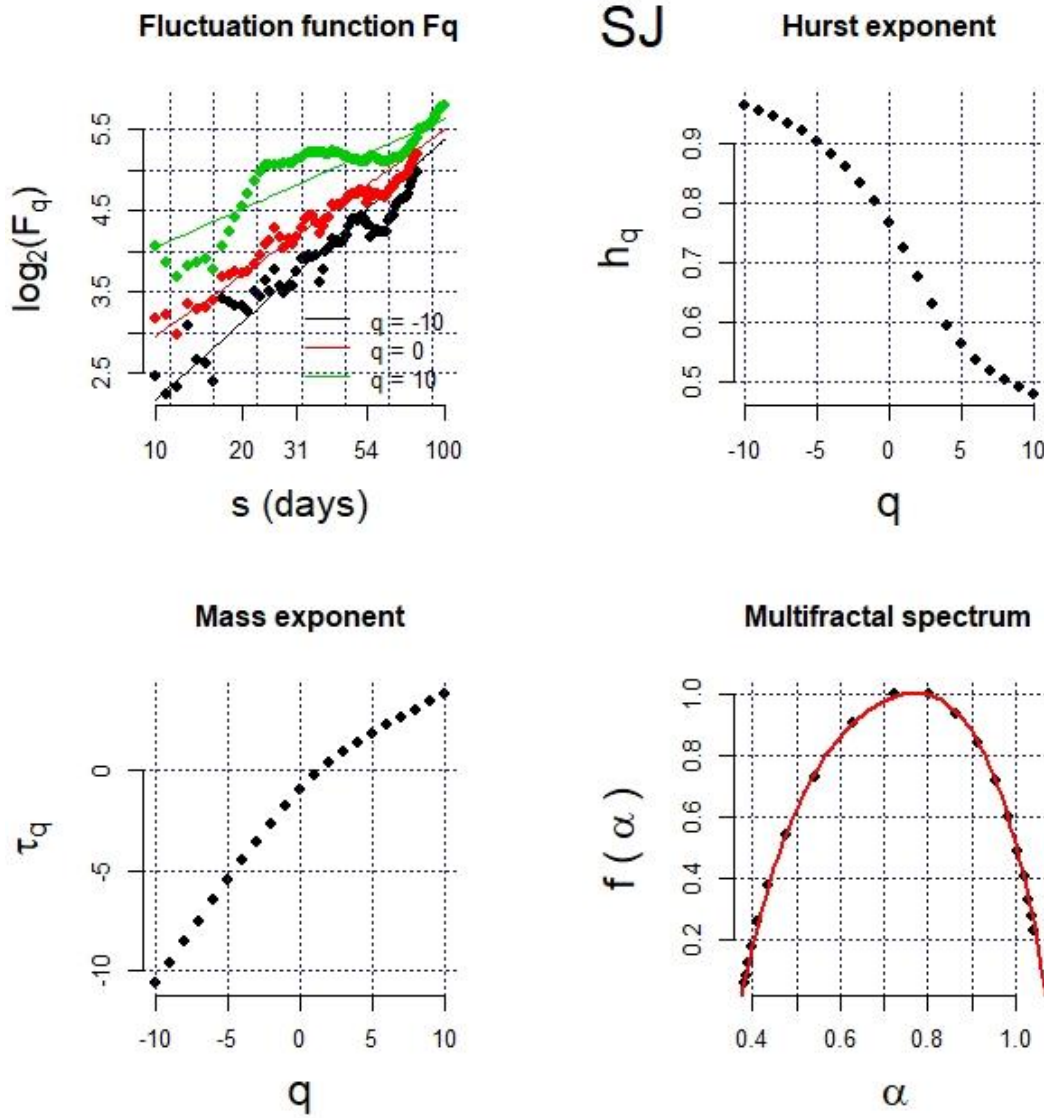 Fluctuation function Fq
log2(Fq)
5.5
4.5
3.5
2.5
q = -10
q = 0
q = 10
10 20 31 54 100
s (days)
SJ
Hurst exponent
hq
0.9
0.8
0.7
0.6
0.5
-10 -5 0 5 10
q
Mass exponent
τq
0
-5
-10
-10 -5 0 5 10
q
Multifractal spectrum
f ( α )
1.0
0.8
0.6
0.4
0.2
0.4 0.6 0.8 1.0
α